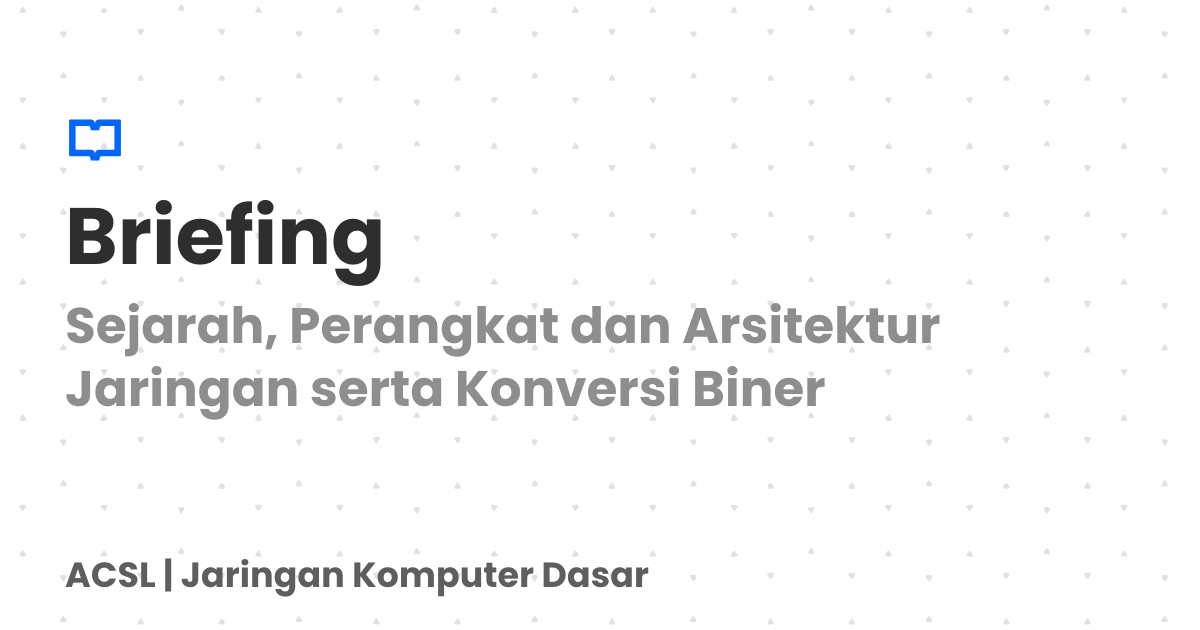 Briefing
Sejarah, Perangkat dan Arsitektur
Jaringan serta Konversi Biner
ACSL | Jaringan Komputer Dasar